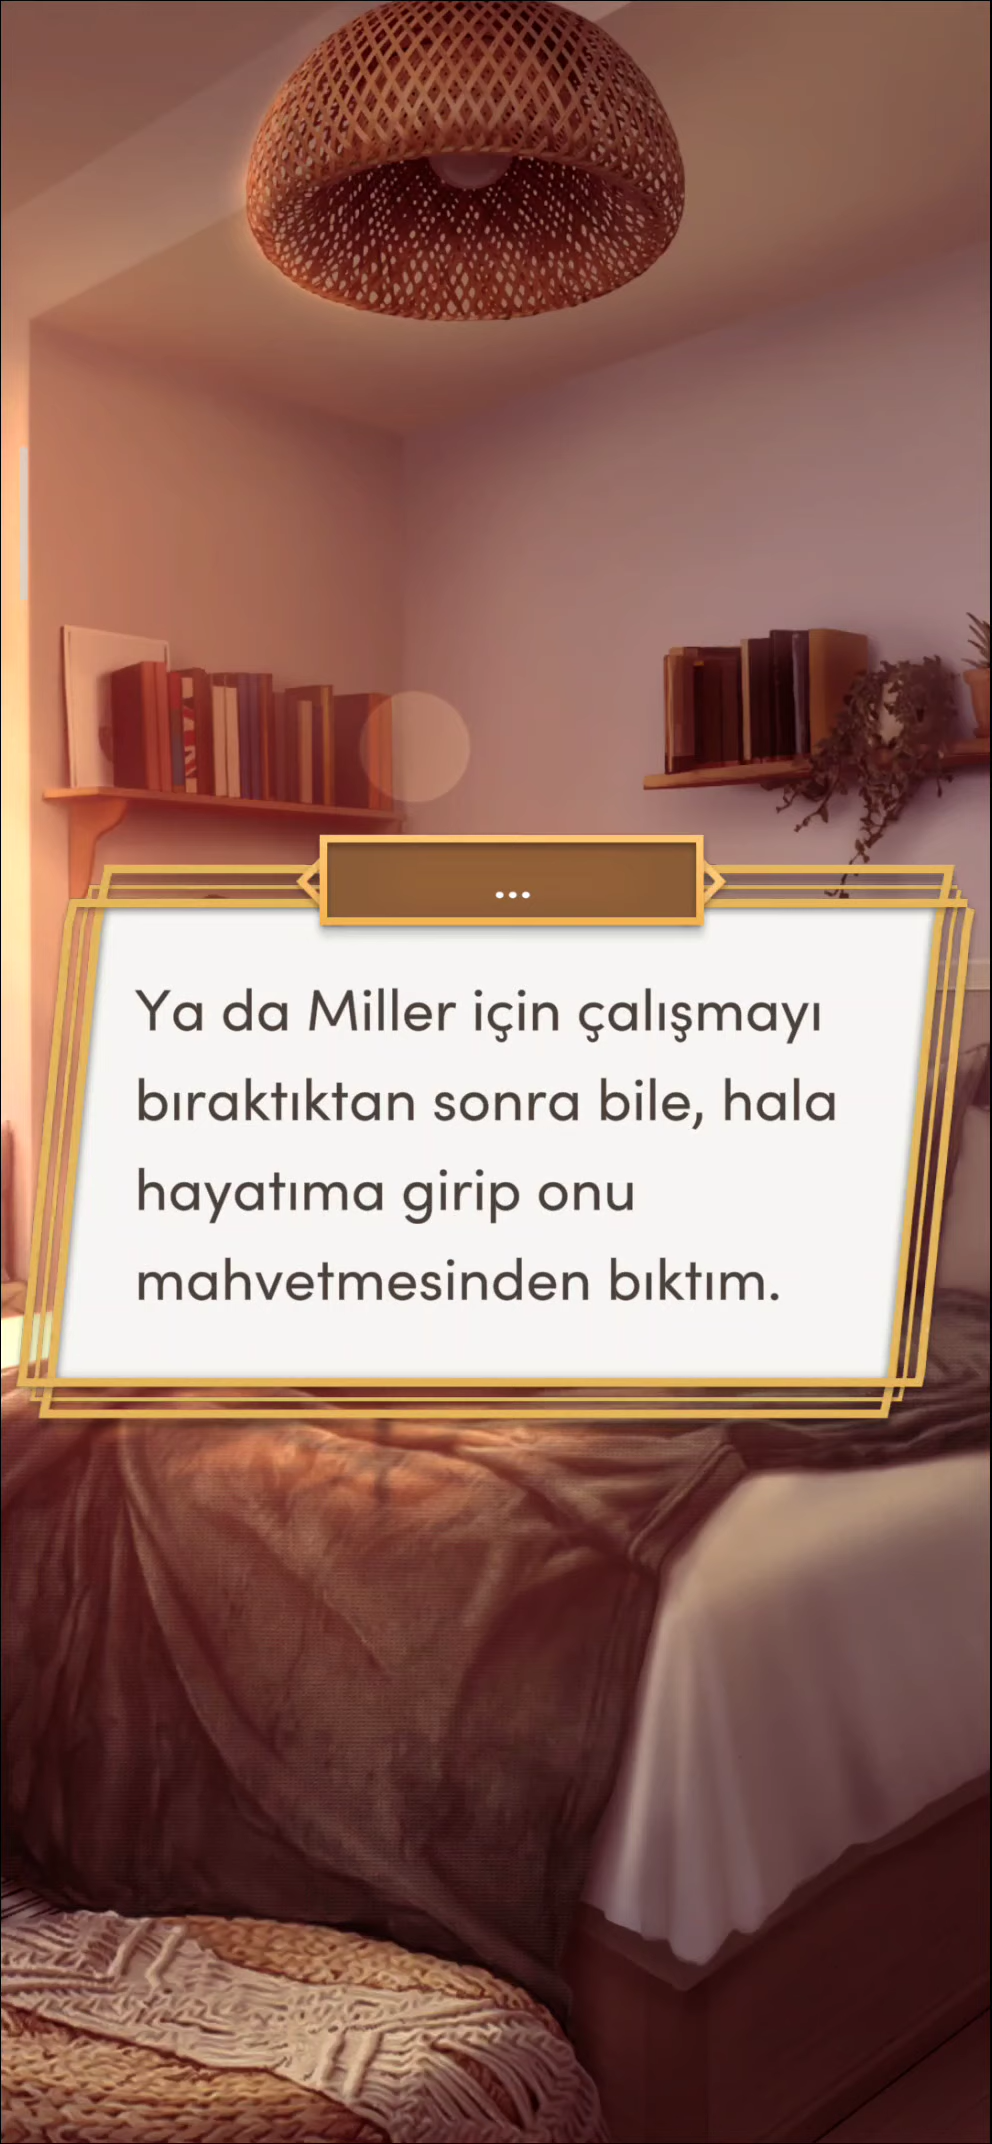 ...
Ya da Miller için çalışmayı
bıraktıktan sonra bile, hala
hayatıma girip onu
mahvetmesinden bıktım.